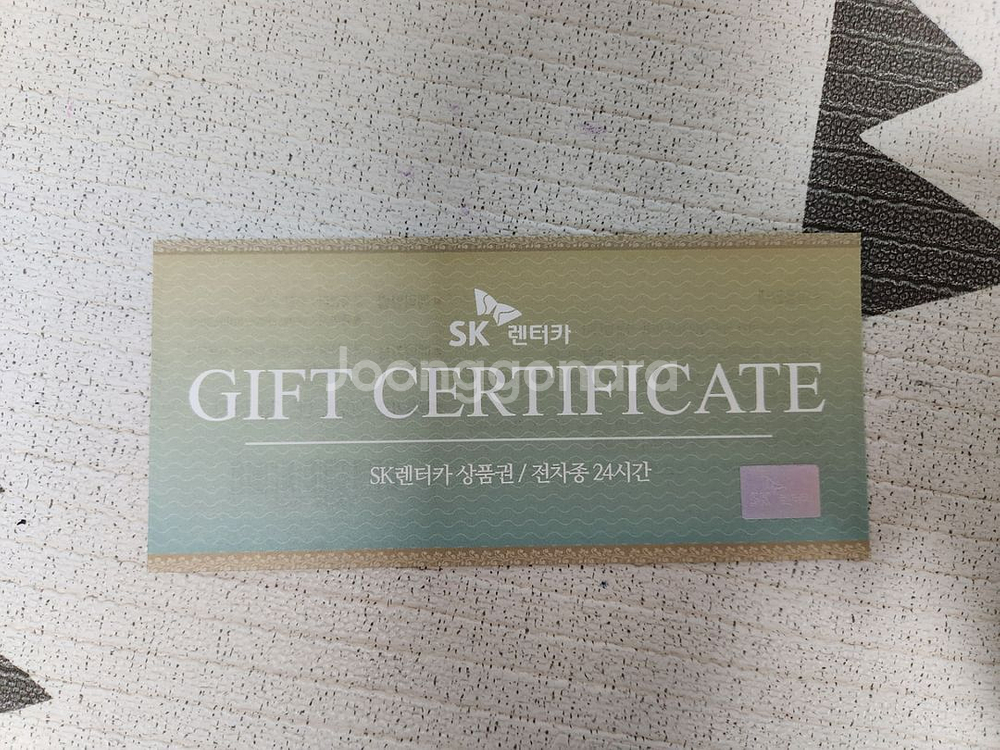 SK 렌터카
Joonggonara
GIFT CERTIFICATE
SK렌터카 상품권 / 전차종 24시간